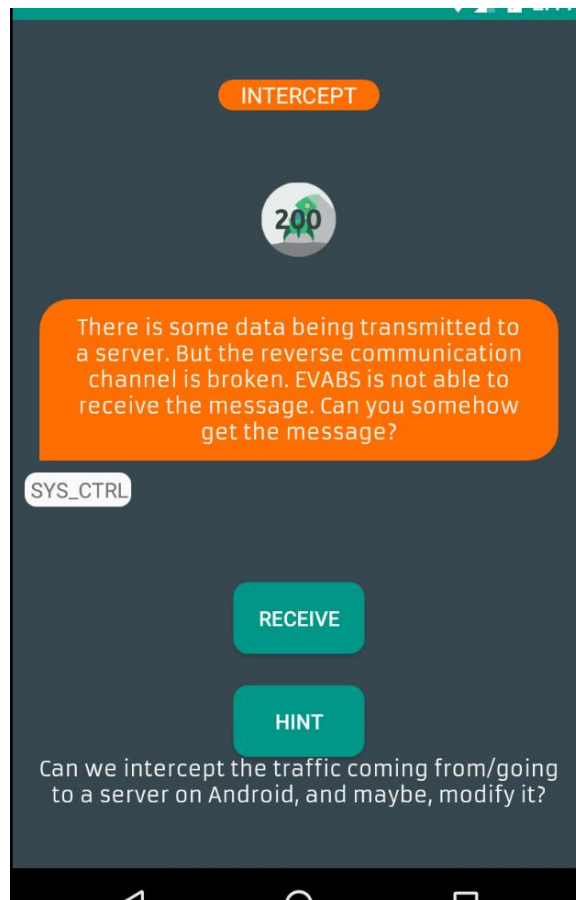 INTERCEPT
200
There is some data being transmitted to
a server. But the reverse communication
channel is broken. EVABS is not able to
receive the message. Can you somehow
get the message?
SYS_CTRL
RECEIVE
HINT
Can we intercept the traffic coming from/going
to a server on Android, and maybe, modify it?